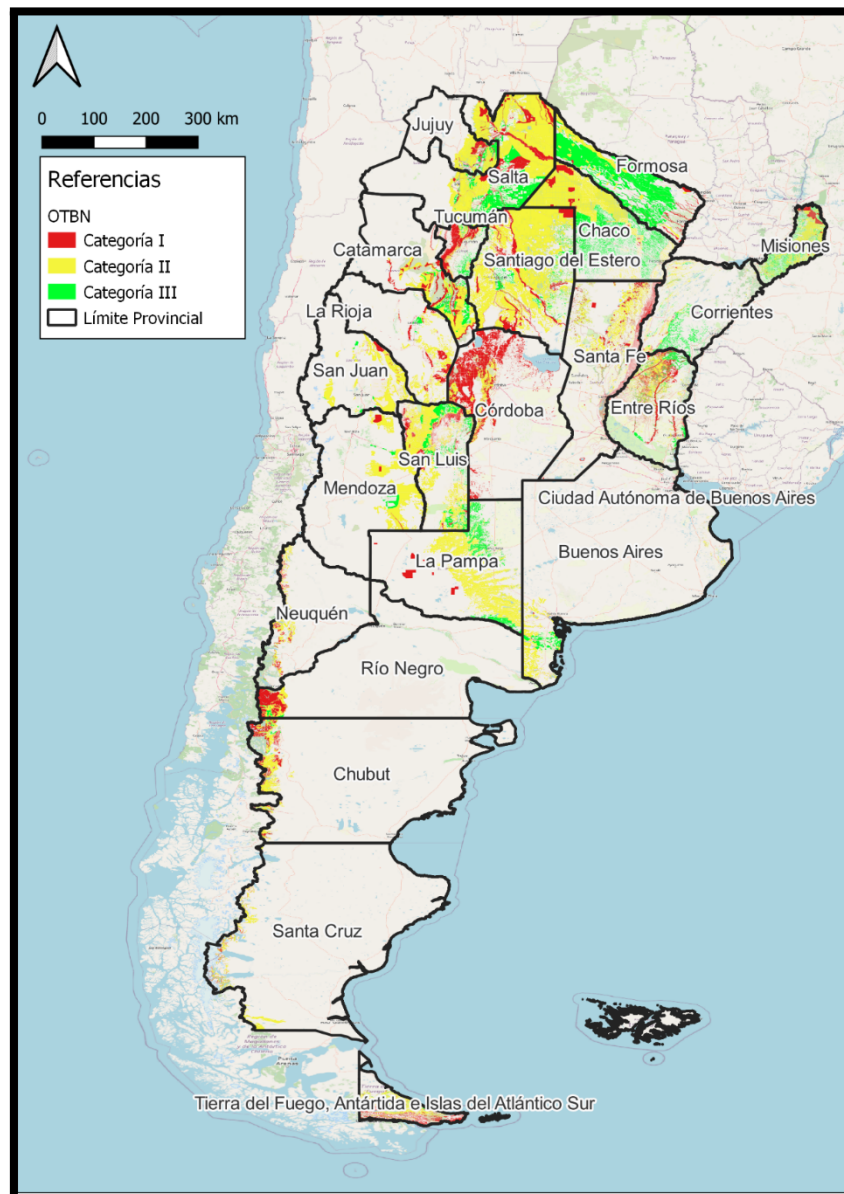 0 100 200 300 km
Referencias
OTBN
Categoría I
Categoría II
Categoría III
Límite Provincial
Jujuy
Salta
Formosa
Tucumán
Chaco
Misiones
Catamarca
Santiago del Estero
La Rioja
Corrientes
Santa Fe
San Juan
Córdoba
Entre Ríos
San Luis
Mendoza
Ciudad Autónoma de Buenos Aires
Buenos Aires
La Pampa
Neuquén
Río Negro
Chubut
Santa Cruz
Tierra del Fuego, Antártida e Islas del Atlántico Sur